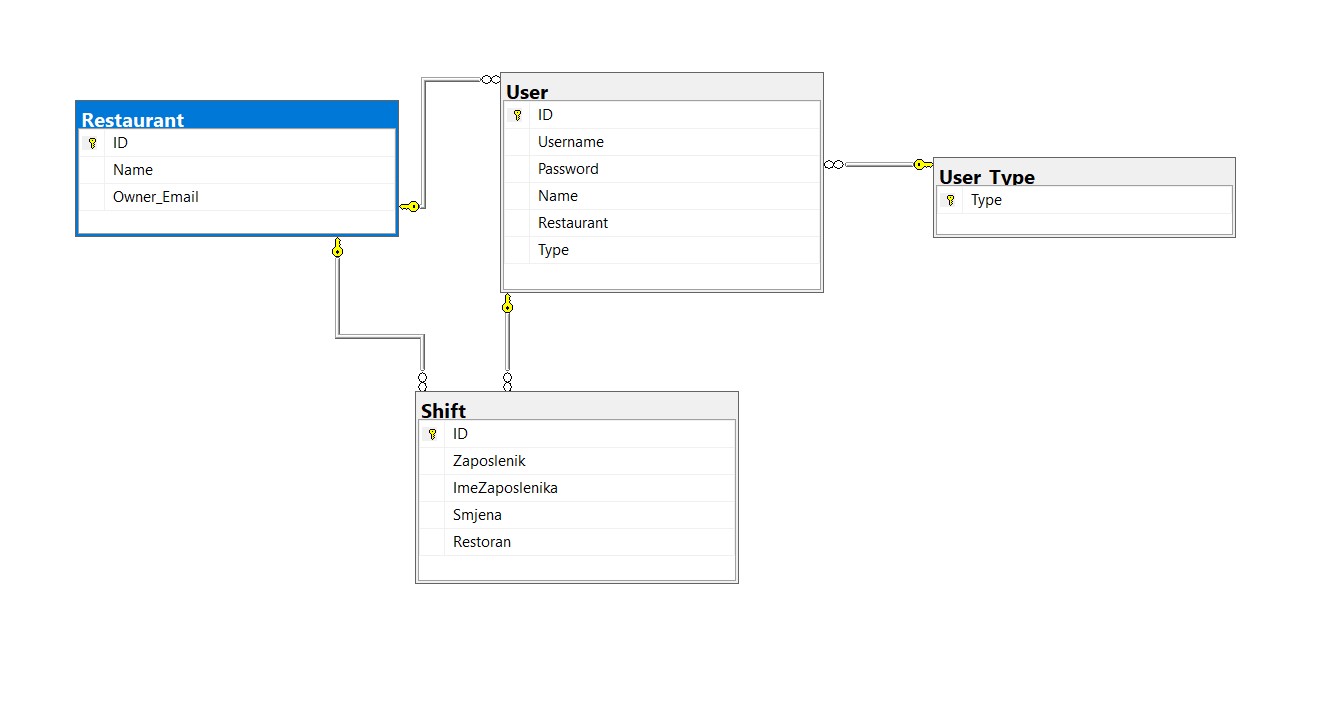 Restaurant
ID
Name
Owner_Email
User
ID
Username
Password
Name
Restaurant
Type
User_Type
Type
Shift
ID
Zaposlenik
ImeZaposlenika
Smjena
Restoran